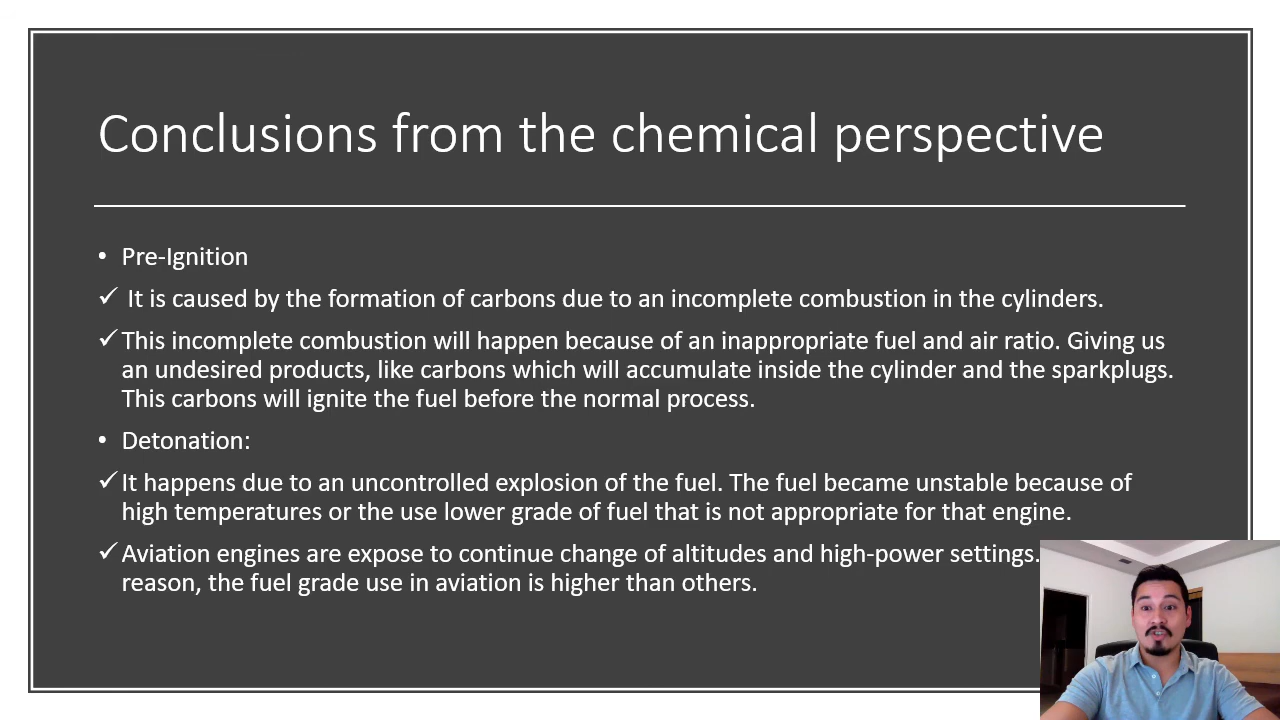 Conclusions from the chemical perspective
• Pre-Ignition
✓ It is caused by the formation of carbons due to an incomplete combustion in the cylinders.
✓ This incomplete combustion will happen because of an inappropriate fuel and air ratio. Giving us
an undesired products, like carbons which will accumulate inside the cylinder and the sparkplugs.
This carbons will ignite the fuel before the normal process.
• Detonation:
✓ It happens due to an uncontrolled explosion of the fuel. The fuel became unstable because of
high temperatures or the use lower grade of fuel that is not appropriate for that engine.
✓ Aviation engines are expose to continue change of altitudes and high-power settings.
reason, the fuel grade use in aviation is higher than others.